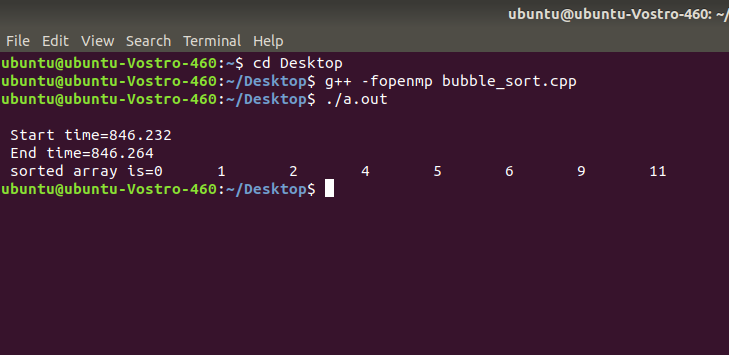 ubuntu@ubuntu-Vostro-460: ~/
File Edit View Search Terminal Help
ubuntu@ubuntu-Vostro-460:~$ cd Desktop
ubuntu@ubuntu-Vostro-460:~/Desktop$ g++ -fopenmp bubble_sort.cpp
ubuntu@ubuntu-Vostro-460:~/Desktop$ ./a.out
Start time=846.232
End time=846.264
sorted array is=0 1 2 4 5 6 9 11
ubuntu@ubuntu-Vostro-460:~/Desktop$